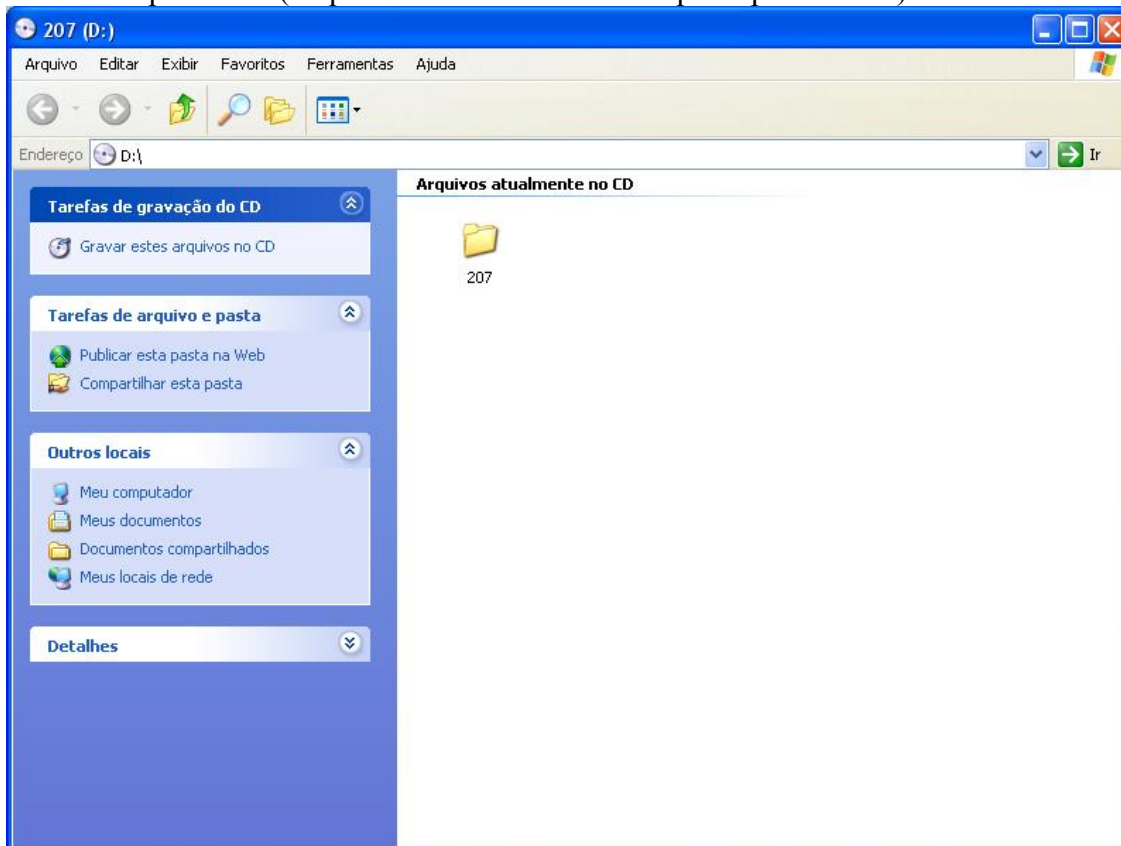 207 (D:)
Arquivo Editar Exibir Favoritos Ferramentas Ajuda
Endereço D:\ Ir
Tarefas de gravação do CD
Gravar estes arquivos no CD
Tarefas de arquivo e pasta
Publicar esta pasta na Web
Compartilhar esta pasta
Outros locais
Meu computador
Meus documentos
Documentos compartilhados
Meus locais de rede
Detalhes
Arquivos atualmente no CD
207